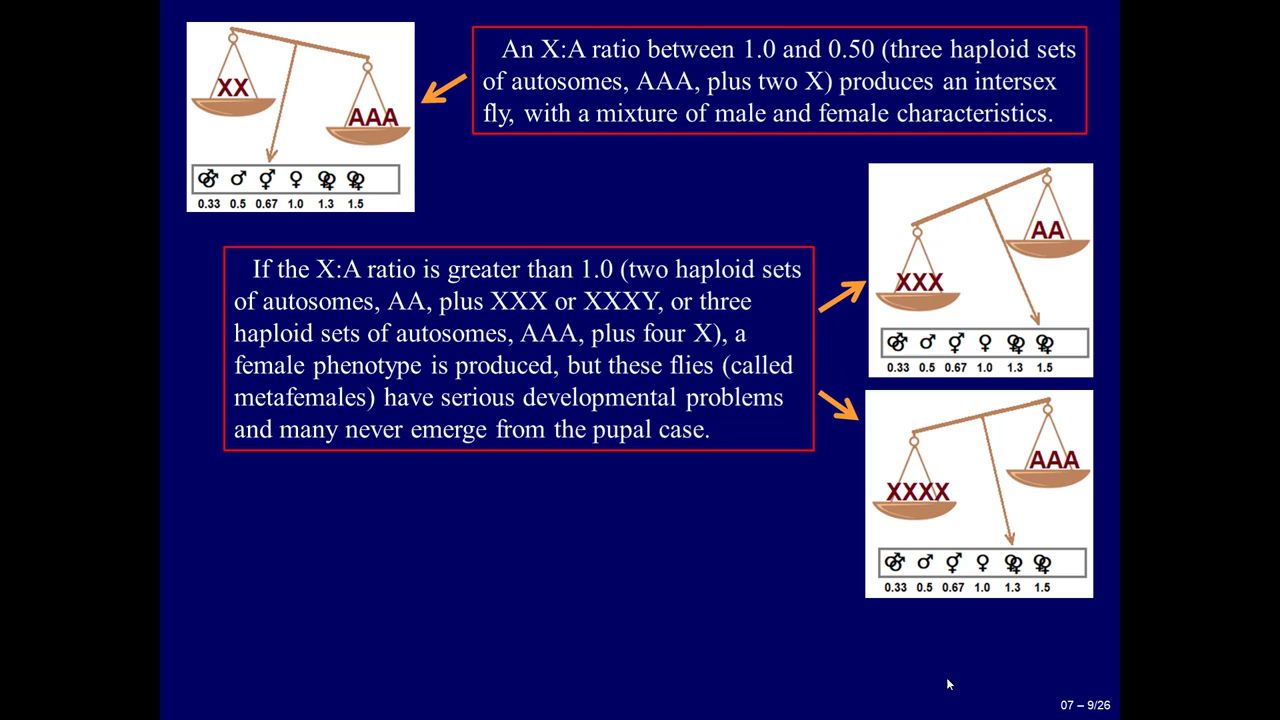 XX
AAA
0.33 0.5 0.67 1.0 1.3 1.5
An X:A ratio between 1.0 and 0.50 (three haploid sets
of autosomes, AAA, plus two X) produces an intersex
fly, with a mixture of male and female characteristics.
If the X:A ratio is greater than 1.0 (two haploid sets
of autosomes, AA, plus XXX or XXXY, or three
haploid sets of autosomes, AAA, plus four X), a
female phenotype is produced, but these flies (called
metafemales) have serious developmental problems
and many never emerge from the pupal case.
AA
XXX
0.33 0.5 0.67 1.0 1.3 1.5
AAA
XXXX
0.33 0.5 0.67 1.0 1.3 1.5
07 – 9/26